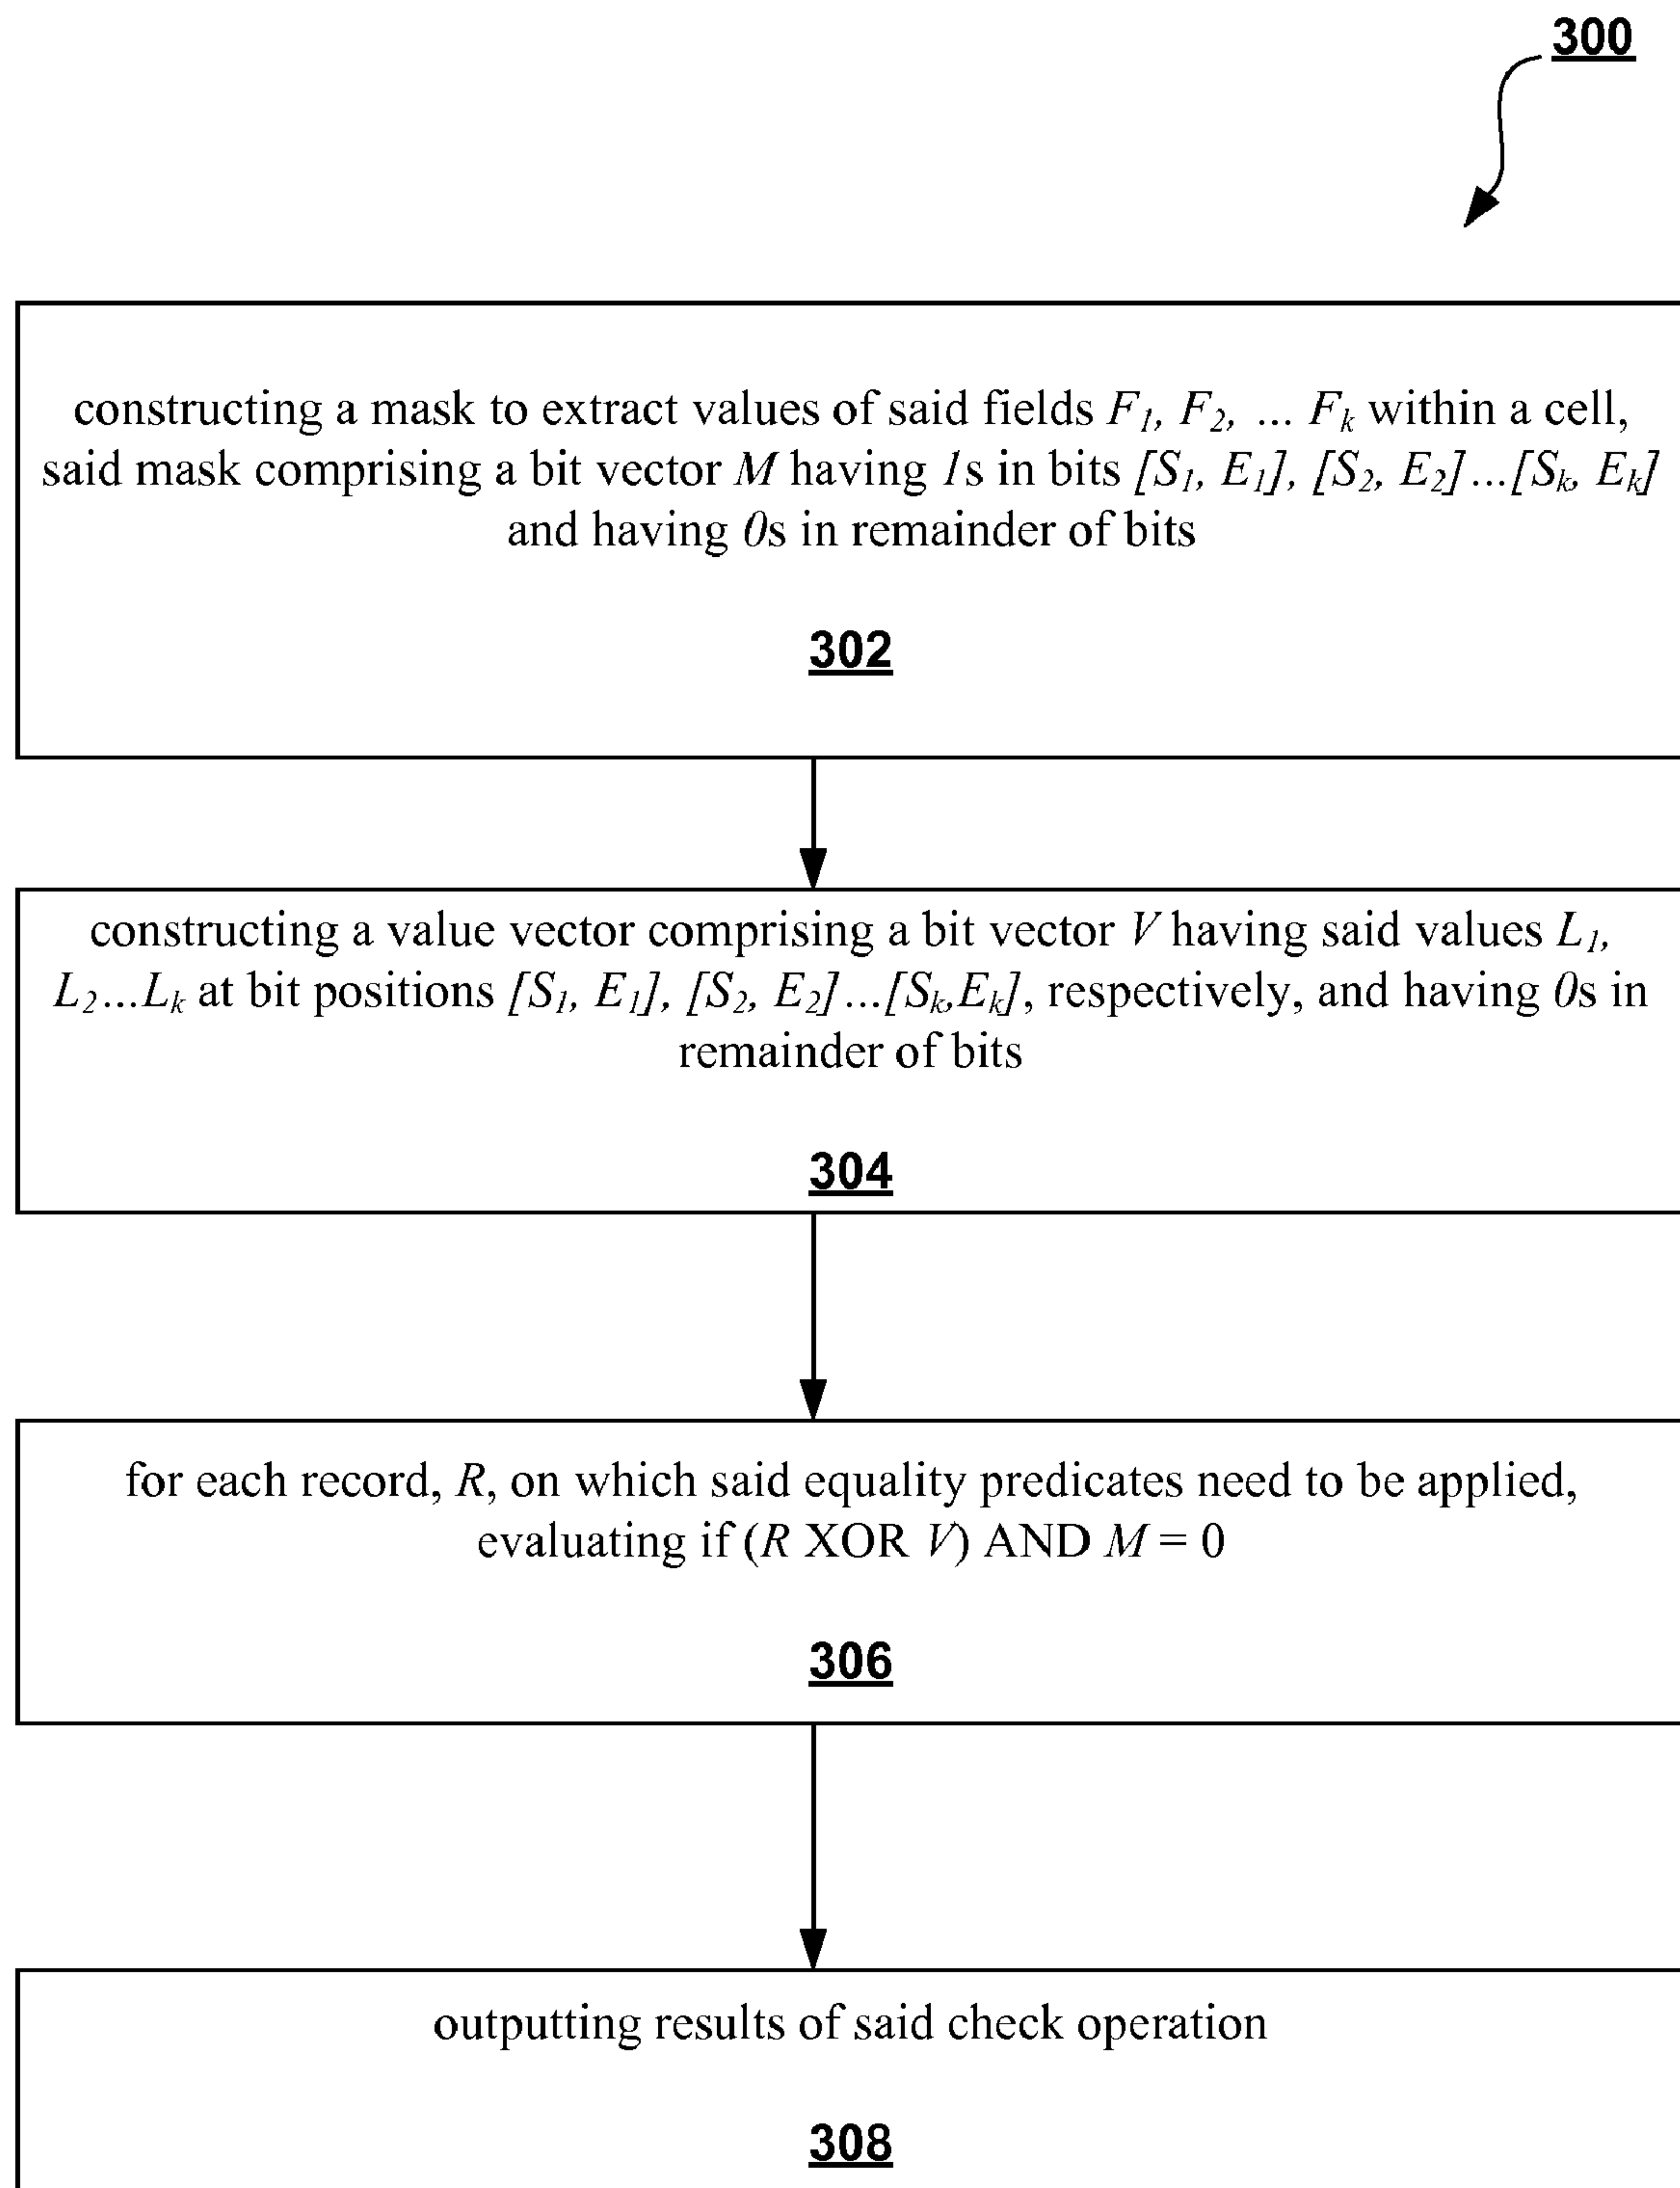 300
constructing a mask to extract values of said fields F₁, F₂, ... Fₖ within a cell,
said mask comprising a bit vector M having 1s in bits [S₁, E₁], [S₂, E₂]...[Sₖ, Eₖ]
and having 0s in remainder of bits
302
constructing a value vector comprising a bit vector V having said values L₁,
L₂...Lₖ at bit positions [S₁, E₁], [S₂, E₂]...[Sₖ,Eₖ], respectively, and having 0s in
remainder of bits
304
for each record, R, on which said equality predicates need to be applied,
evaluating if (R XOR V) AND M = 0
306
outputting results of said check operation
308